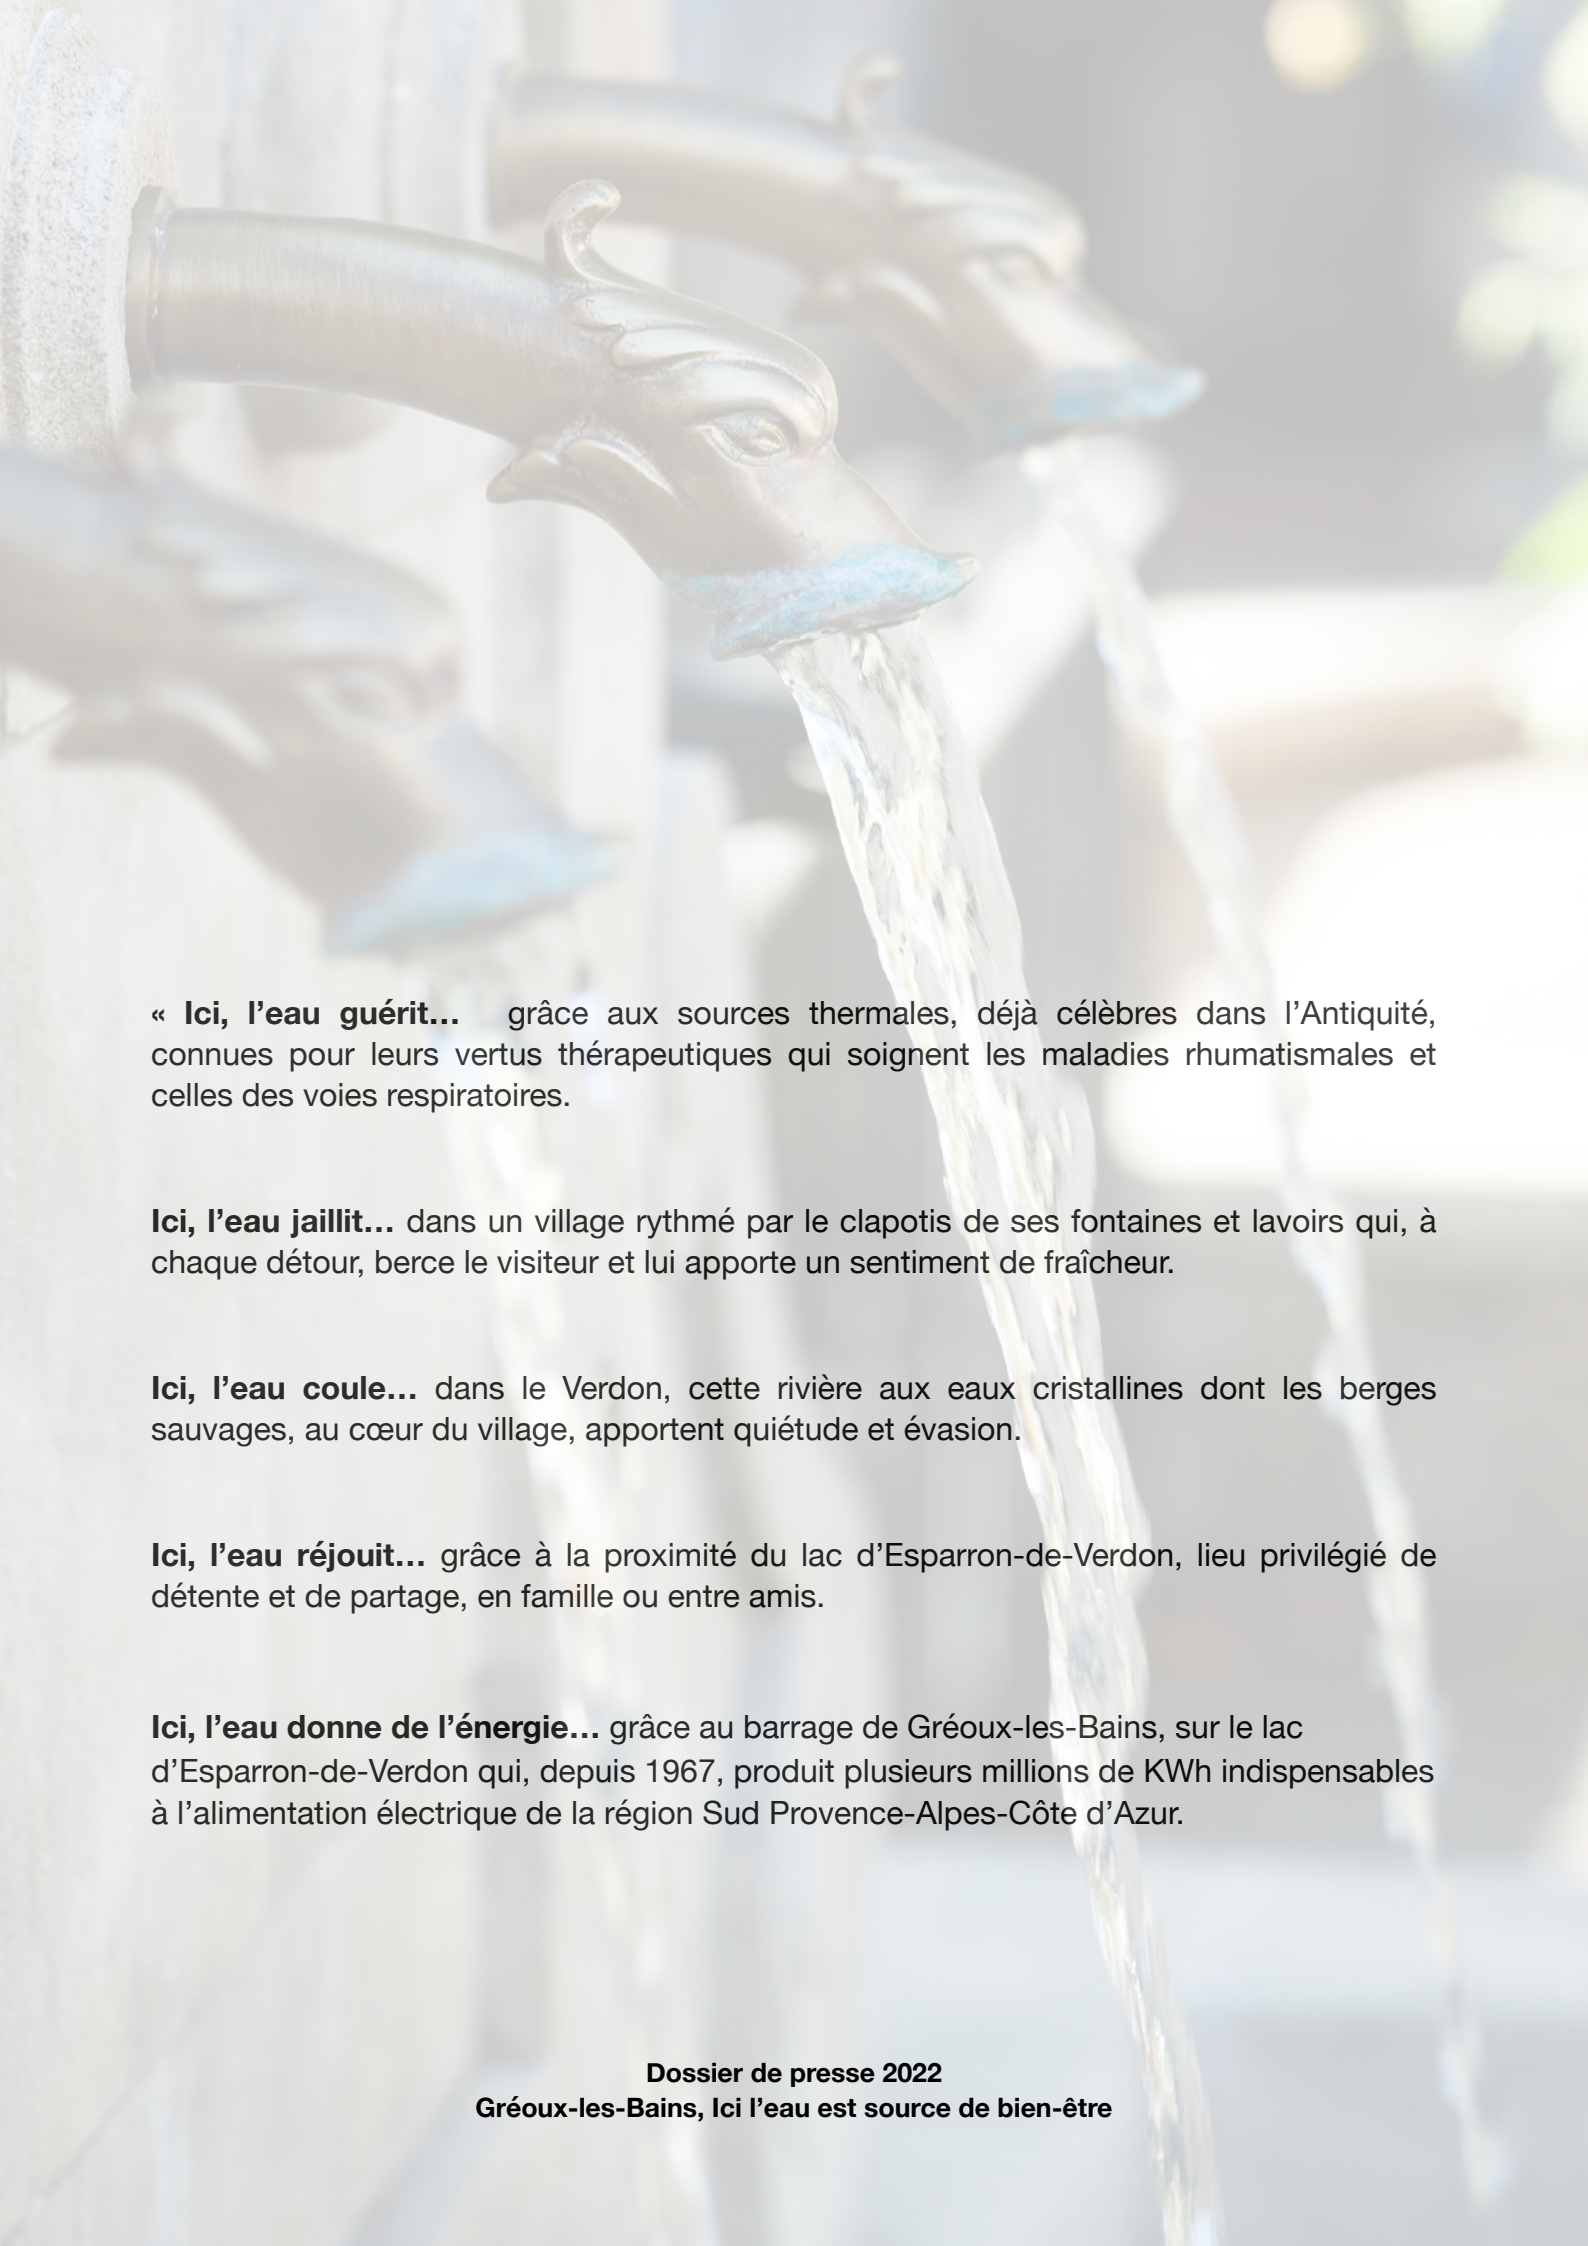 « Ici, l’eau guérit… grâce aux sources thermales, déjà célèbres dans l’Antiquité,
connues pour leurs vertus thérapeutiques qui soignent les maladies rhumatismales et
celles des voies respiratoires.
Ici, l’eau jaillit… dans un village rythmé par le clapotis de ses fontaines et lavoirs qui, à
chaque détour, berce le visiteur et lui apporte un sentiment de fraîcheur.
Ici, l’eau coule… dans le Verdon, cette rivière aux eaux cristallines dont les berges
sauvages, au cœur du village, apportent quiétude et évasion.
Ici, l’eau réjouit… grâce à la proximité du lac d’Esparron-de-Verdon, lieu privilégié de
détente et de partage, en famille ou entre amis.
Ici, l’eau donne de l’énergie… grâce au barrage de Gréoux-les-Bains, sur le lac
d’Esparron-de-Verdon qui, depuis 1967, produit plusieurs millions de KWh indispensables
à l’alimentation électrique de la région Sud Provence-Alpes-Côte d’Azur.
Dossier de presse 2022
Gréoux-les-Bains, Ici l’eau est source de bien-être